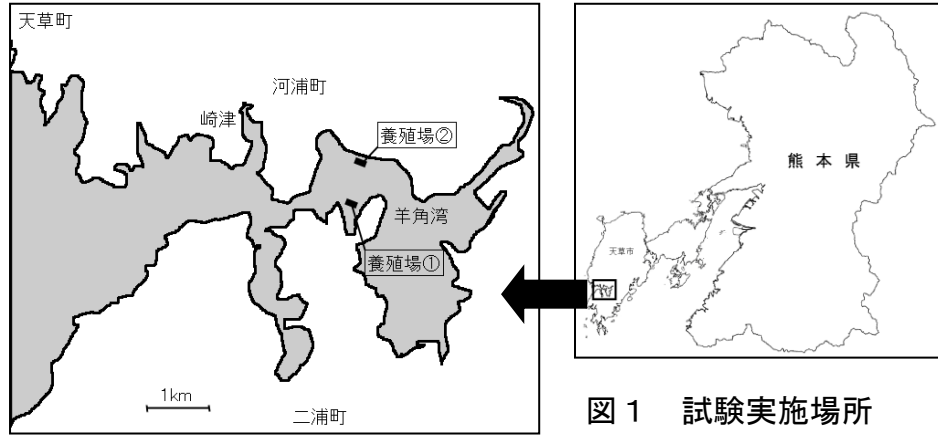 天草町
河浦町
崎津
養殖場②
羊角湾
養殖場①
1km
二浦町
熊本県
天草市
図1 試験実施場所